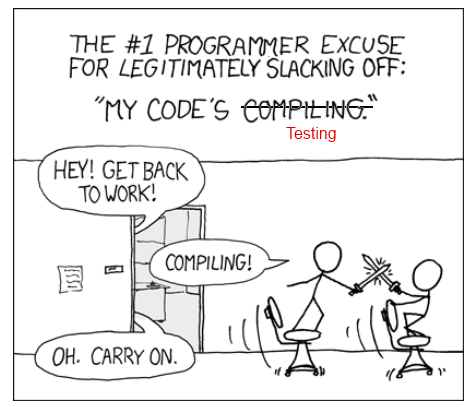 THE #1 PROGRAMMER EXCUSE
FOR LEGITIMATELY SLACKING OFF:
"MY CODE'S COMPILING."
Testing
HEY! GET BACK
TO WORK!
COMPILING!
OH. CARRY ON.